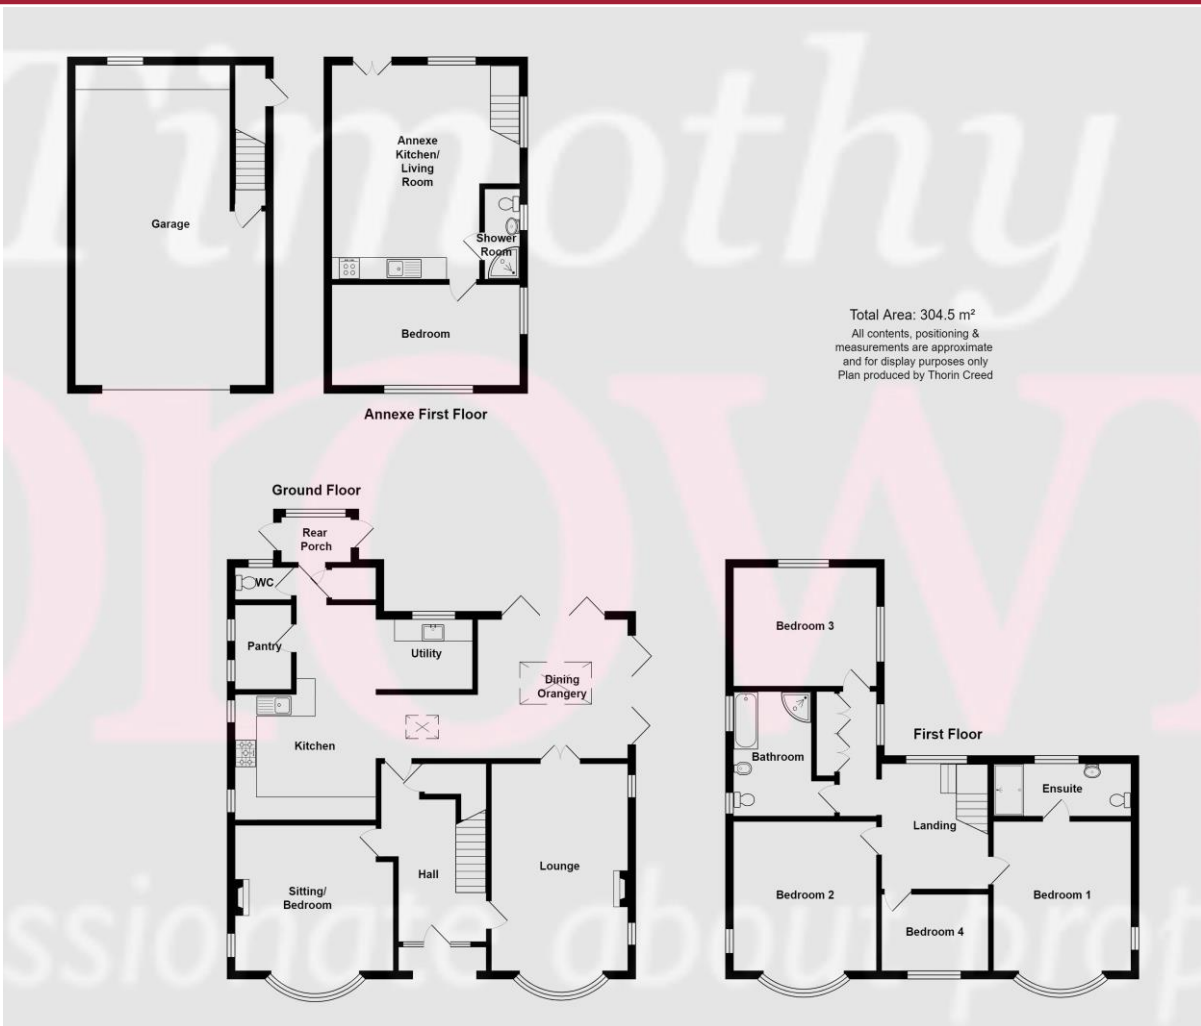 Timothy
Garage
Annexe
Kitchen/
Living
Room
Shower
Room
Bedroom
Annexe First Floor
Total Area: 304.5 m²
All contents, positioning &
measurements are approximate
and for display purposes only
Plan produced by Thorin Creed
brow
Ground Floor
Rear
Porch
WC
Pantry
Utility
Dining
Orangery
Kitchen
Hall
Lounge
Sitting/
Bedroom
First Floor
Bedroom 3
Bathroom
Ensuite
Landing
Bedroom 2
Bedroom 1
Bedroom 4
ssionate about prop